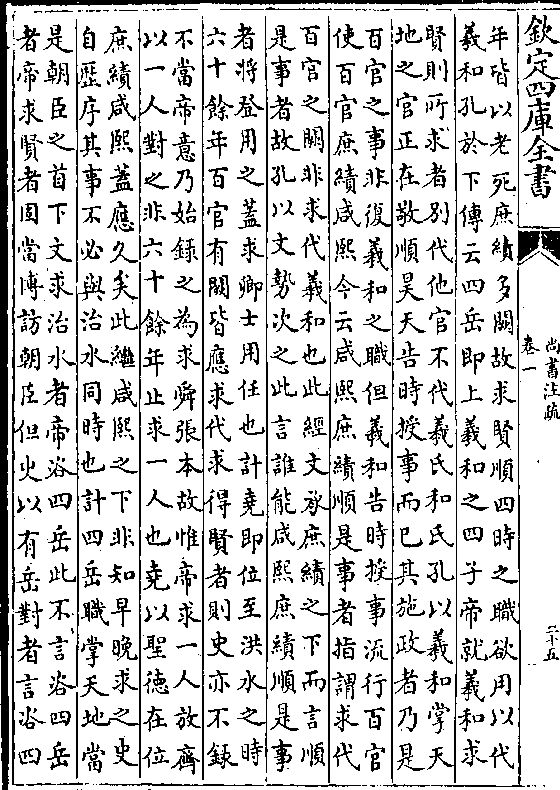 欽定四庫全書
尚書注疏
卷一
二十五
年皆以老死庶績多闕故求賢順四時之職欲用以代
羲和孔於下傳云四岳即上羲和之四子帝就羲和求
賢則所求者別代他官不代羲氏和氏孔以羲和掌天
地之官正在敬順昊天告時授事而已其施政者乃是
百官之事非復羲和之職但羲和告時授事流行百官
使百官庶績咸熙今云咸熙庶績順是事者指謂求代
百官之闕非求代羲和也此經文承庶績之下而言順
是事者故孔以文勢次之此言誰能咸熙庶績順是事
者將登用之蓋求卿士用任也計堯即位至洪水之時
六十餘年百官有闕皆應求代求得賢者則史亦不錄
不當帝意乃始錄之為求舜張本故惟帝求一人放齊
以一人對之非六十餘年止求一人也堯以聖德在位
庶績咸熙蓋應久矣此繼咸熙之下非知早晚求之史
自歷序其事不必與治水同時也計四岳職掌天地當
是朝臣之首下文求治水者帝咨四岳此不言咨四岳
者帝求賢者固當博訪朝臣但史以有岳對者言咨四